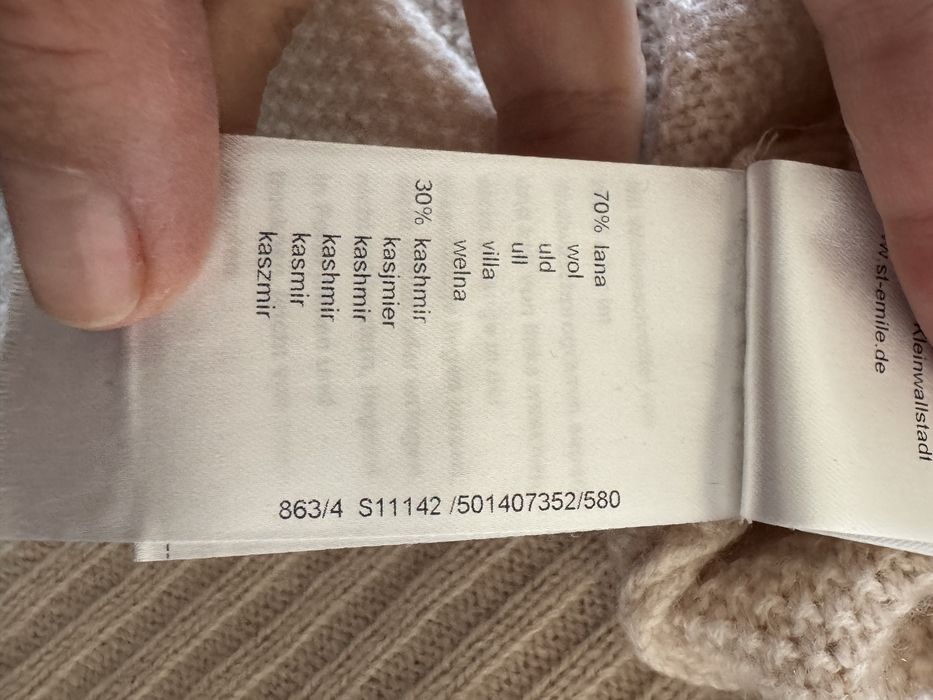 Kleinwallstadt
st-emile.de
70% lana
wol
uld
ull
villa
welna
30% kashmir
kasjmier
kashmir
kashmir
kasmir
kaszmir
863/4 S11142 /501407352/580